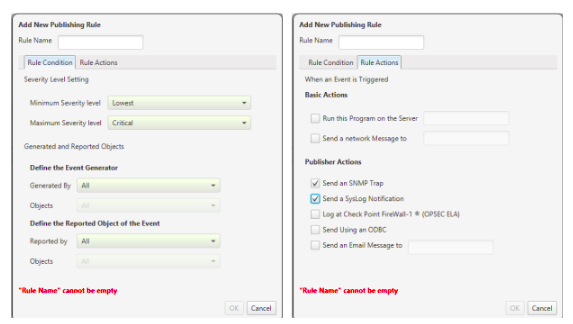 Add New Publishing Rule
Rule Name
Rule Condition Rule Actions
Severity Level Setting
Minimum Severity level Lowest
Maximum Severity level Critical
Generated and Reported Objects
Define the Event Generator
Generated By All
Objects All
Define the Reported Object of the Event
Reported by All
Objects All
"Rule Name" cannot be empty
OK Cancel
Add New Publishing Rule
Rule Name
Rule Condition Rule Actions
When an Event is Triggered
Basic Actions
Run this Program on the Server
Send a network Message to
Publisher Actions
Send an SNMP Trap
Send a SysLog Notification
Log at Check Point FireWall-1 ® (OPSEC ELA)
Send Using an ODBC
Send an Email Message to
"Rule Name" cannot be empty
OK Cancel